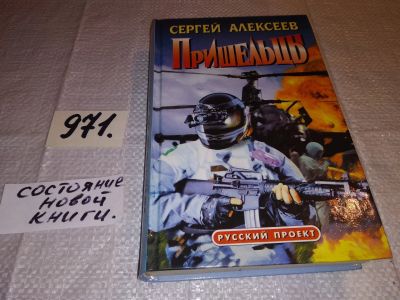 СЕРГЕЙ АЛЕКСЕЕВ
ПРИШЕЛЬЦЫ
РУССКИЙ ПРОЕКТ
971.
СОСТОЯНИЕ
НОВОЙ
КНИГИ.